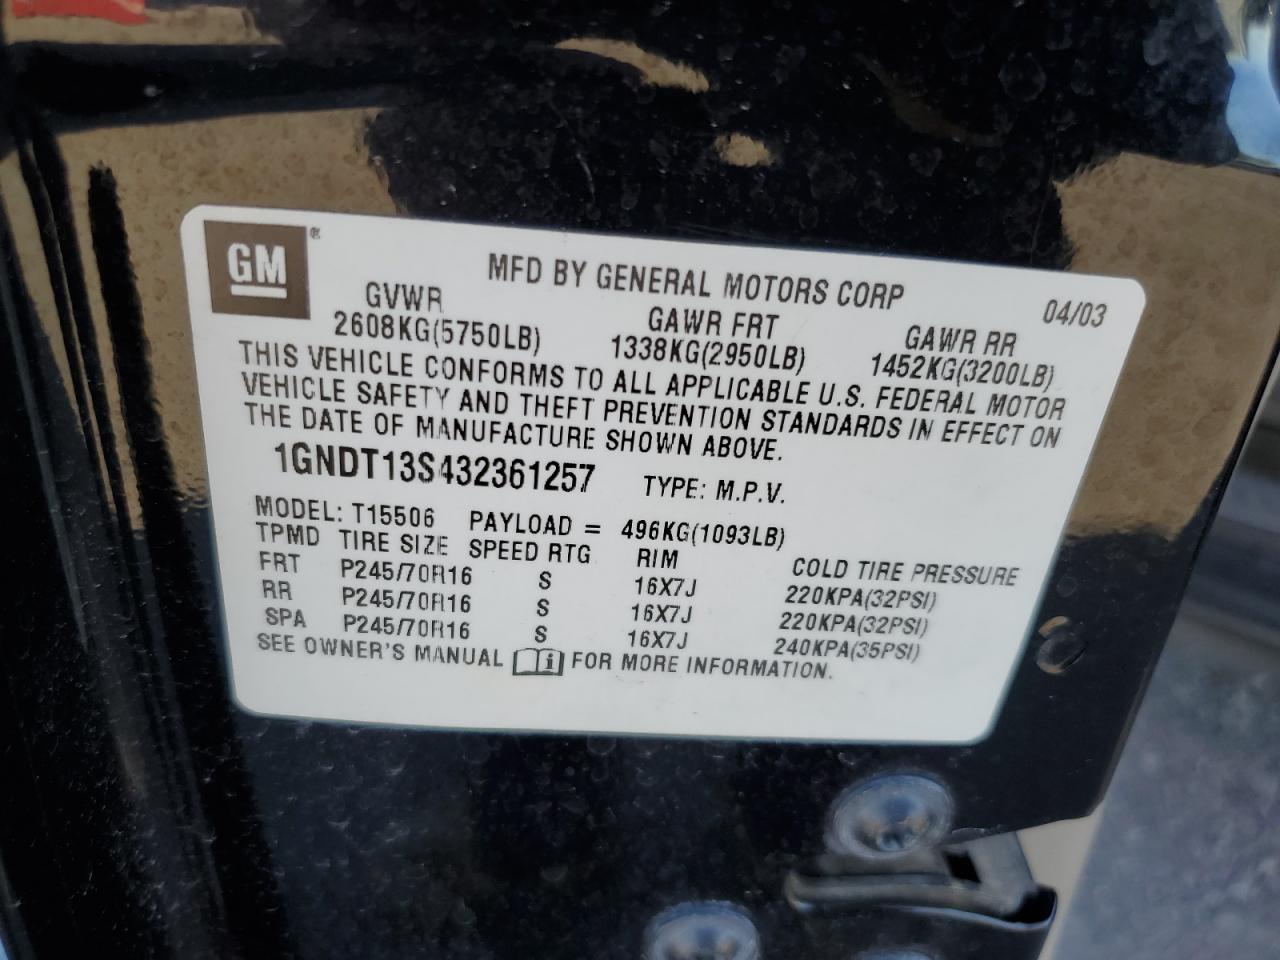 GM ®
MFD BY GENERAL MOTORS CORP
04/03
GVWR GAWR FRT GAWR RR
2608KG(5750LB) 1338KG(2950LB) 1452KG(3200LB)
THIS VEHICLE CONFORMS TO ALL APPLICABLE U.S. FEDERAL MOTOR
VEHICLE SAFETY AND THEFT PREVENTION STANDARDS IN EFFECT ON
THE DATE OF MANUFACTURE SHOWN ABOVE.
1GNDT13S432361257 TYPE: M.P.V.
MODEL: T15506 PAYLOAD = 496KG(1093LB)
TPMD TIRE SIZE SPEED RTG RIM COLD TIRE PRESSURE
FRT P245/70R16 S 16X7J 220KPA(32PSI)
RR P245/70R16 S 16X7J 220KPA(32PSI)
SPA P245/70R16 S 16X7J 240KPA(35PSI)
SEE OWNER'S MANUAL i FOR MORE INFORMATION.